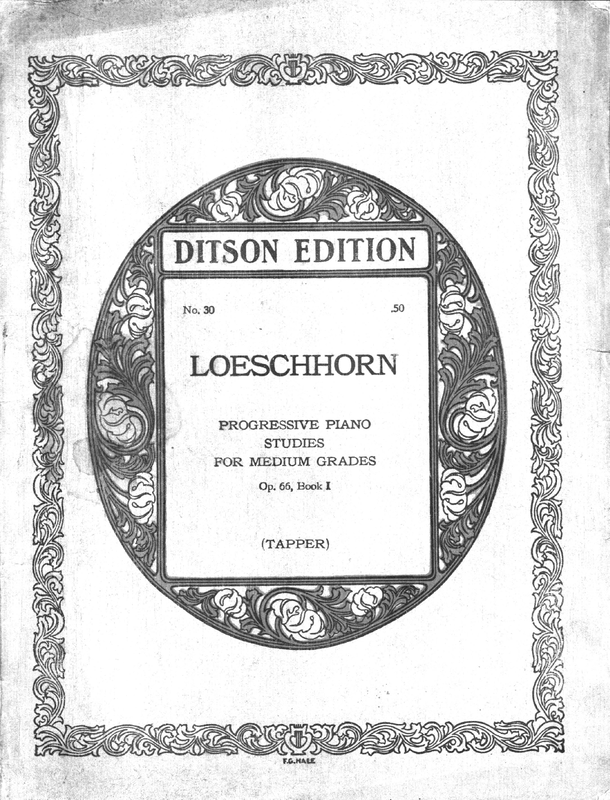 DITSON EDITION
No. 30 .50
LOESCHHORN
PROGRESSIVE PIANO
STUDIES
FOR MEDIUM GRADES
Op. 66, Book I
(TAPPER)
F.G. HALE